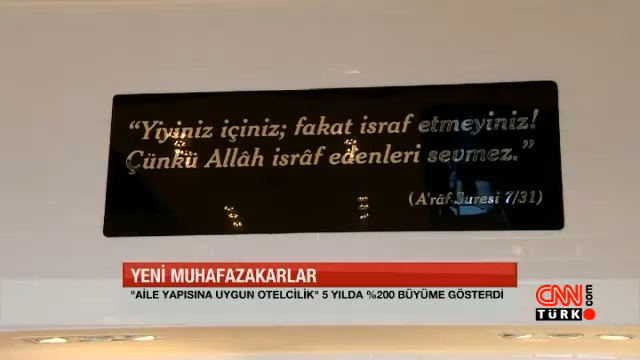 “Yiyiniz içiniz; fakat israf etmeyiniz!
Çünkü Allâh isrâf edenleri sevmez.”
(A'râf Suresi 7/31)
YENİ MUHAFAZAKARLAR
"AİLE YAPISINA UYGUN OTELCİLİK" 5 YILDA %200 BÜYÜME GÖSTERDİ
CNN
TÜRK
.com